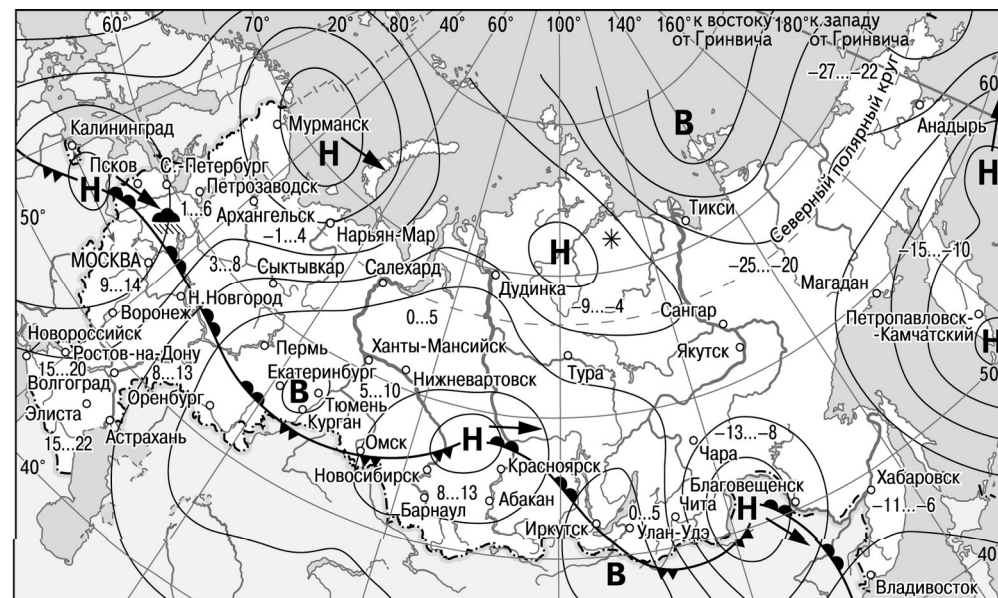 60°
70°
20°
80°
60°
100°
140°
к востоку
от Гринвича
180°
к западу
от Гринвича
−27...−22
Северный полярный круг
60
Анадырь
Калининград
Мурманск
Н
В
Н
Псков
С.-Петербург
Н
Петрозаводск
1...6
Архангельск
−1...4
Нарьян-Мар
50°
Тикси
Н
−15...−10
МОСКВА
3...8
Сыктывкар
Салехард
Дудинка
−25...−20
Магадан
9...14
Н.Новгород
0...5
−9...−4
Сангар
Петропавловск-
-Камчатский
Воронеж
Новороссийск
Ростов-на-Дону
Пермь
Ханты-Мансийск
Якутск
Н
15...20
8...13
Екатеринбург
Нижневартовск
Тура
50
Волгоград
Оренбург
В
5...10
Тюмень
Элиста
Курган
Астрахань
15...22
Омск
Н
−13...−8
Чара
40°
Новосибирск
Красноярск
Благовещенск
Хабаровск
8...13
Барнаул
Абакан
0...5
Чита
Н
−11...−6
Иркутск
Улан-Удэ
40
В
Владивосток